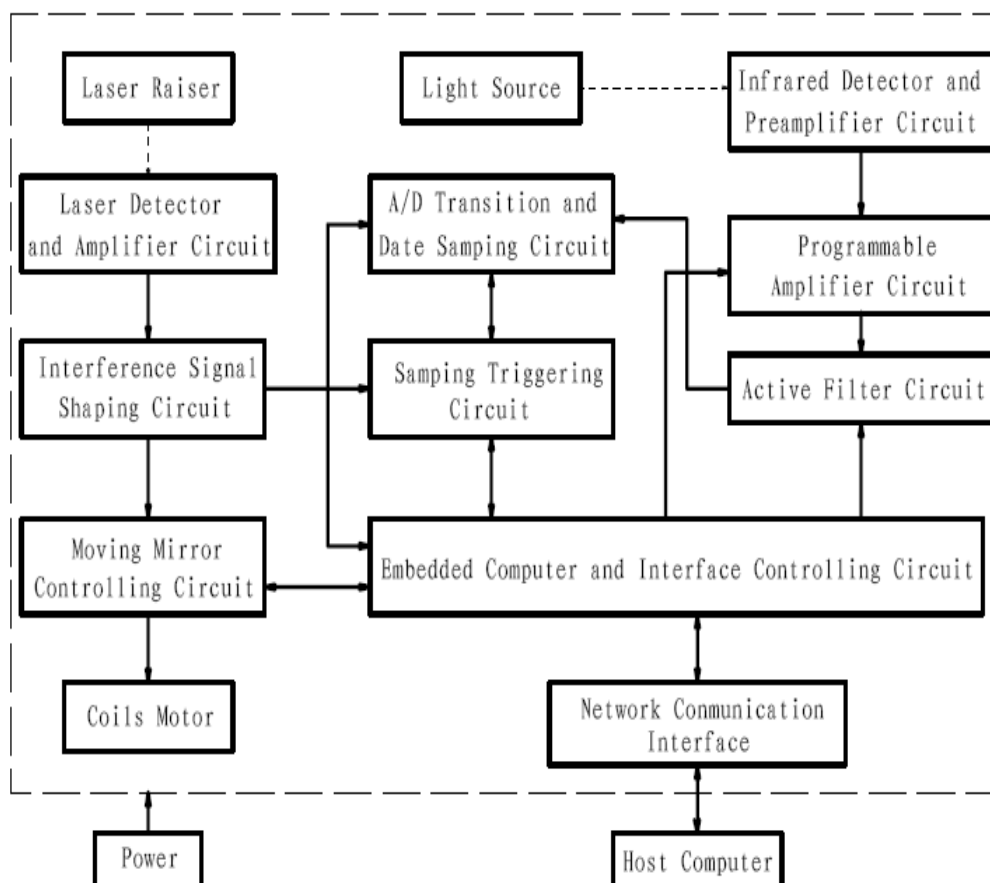 Laser Raiser
Light Source
Infrared Detector and
Preamplifier Circuit
Laser Detector
and Amplifier Circuit
A/D Transition and
Date Samping Circuit
Programmable
Amplifier Circuit
Interference Signal
Shaping Circuit
Samping Triggering
Circuit
Active Filter Circuit
Moving Mirror
Controlling Circuit
Embedded Computer and Interface Controlling Circuit
Coils Motor
Network Conmunication
Interface
Power
Host Computer